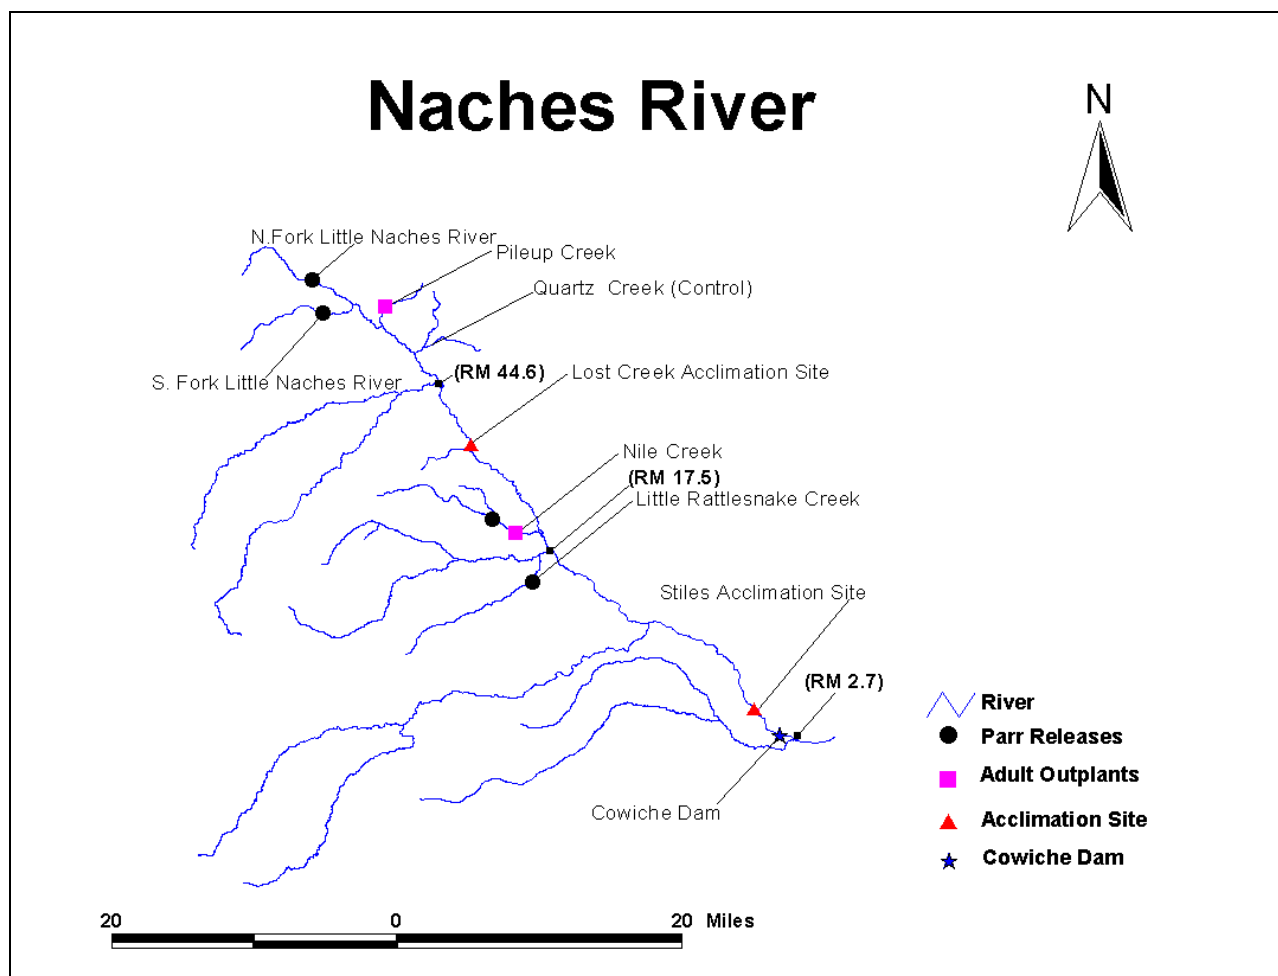 Naches River
N
N.Fork Little Naches River
Pileup Creek
Quartz Creek (Control)
(RM 44.6)
Lost Creek Acclimation Site
S. Fork Little Naches River
Nile Creek
(RM 17.5)
Little Rattlesnake Creek
Stiles Acclimation Site
(RM 2.7)
River
Parr Releases
Adult Outplants
Cowiche Dam
Acclimation Site
Cowiche Dam
20 0 20 Miles